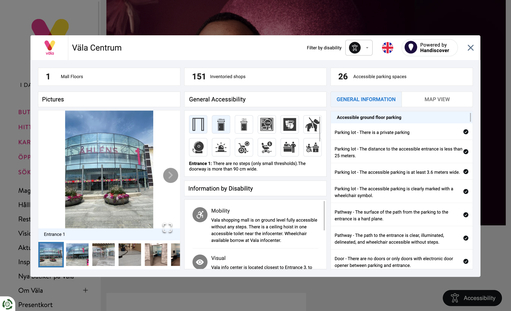 väla
Väla Centrum
Filter by disability
Powered by
Handiscover
1 Mall Floors
151 Inventoried shops
26 Accessible parking spaces
Pictures
Entrance 1
General Accessibility
Entrance 1: There are no steps (only small thresholds).The
doorway is more than 90 cm wide.
Information by Disability
Mobility
Vala shopping mall is on ground level fully accessible
without any steps. There is a ceiling hoist in one
accessible toilet near the infocenter. Wheelchair
available borrow at Vala infocenter.
Visual
Vala info center is located closest to Entrance 3. to
GENERAL INFORMATION
MAP VIEW
Accessible ground floor parking
Parking lot - There is a private parking
Parking lot - The distance to the accessible entrance is less than
25 meters.
Parking lot - The accessible parking is at least 3.6 meters wide.
Parking lot - The accessible parking is clearly marked with a
wheelchair symbol.
Pathway - The surface of the path from the parking to the
entrance is a hard plane.
Pathway - The path to the entrance is clear, illuminated,
delineated, and wheelchair accessible without steps.
Door - There are no doors or only doors with electronic door
opener between parking and entrance.
I DA
BUT
HITT
KAR
ÖPP
SÖK
Mag
Håll
Rest
Visi
Aktu
Insp
Om Väla +
Presentkort
Accessibility